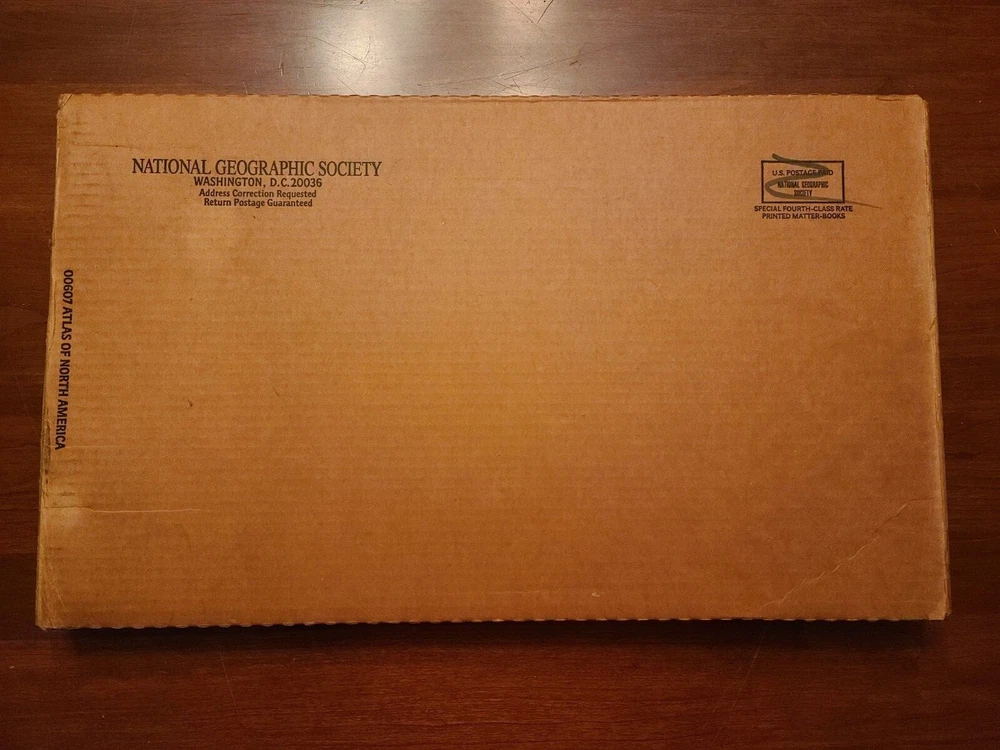 NATIONAL GEOGRAPHIC SOCIETY
WASHINGTON, D.C. 20036
Address Correction Requested
Return Postage Guaranteed
U.S. POSTAGE PAID
NATIONAL GEOGRAPHIC
SOCIETY
SPECIAL FOURTH-CLASS RATE
PRINTED MATTER-BOOKS
00607 ATLAS OF NORTH AMERICA